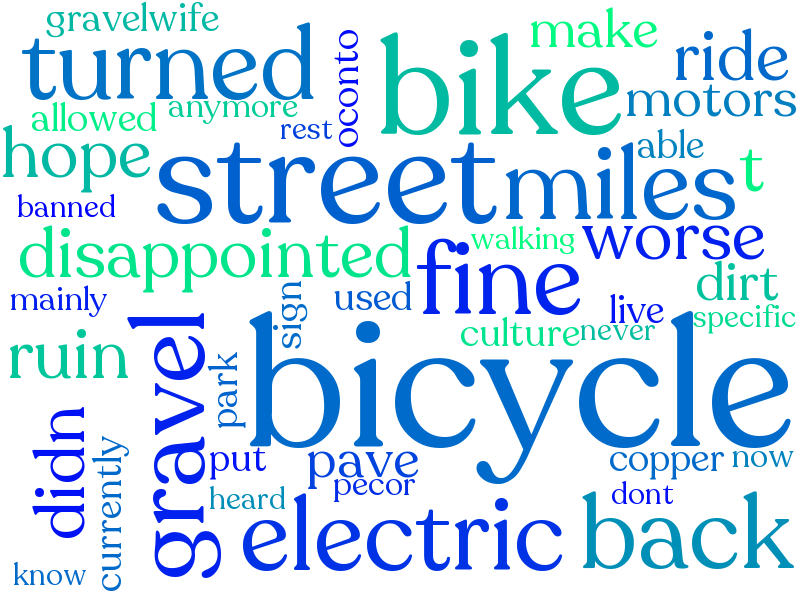 gravelwife
make
turned
bike
ride
oconto
motors
allowed
anymore
rest
hope
street
able
miles
t
banned
disappointed
walking
worse
fine
dirt
mainly
sign
used
live
specific
gravel
culture
never
ruin
bicycle
park
didn
currently
put
pave
copper
now
pecor
heard
dont
electric
back
know